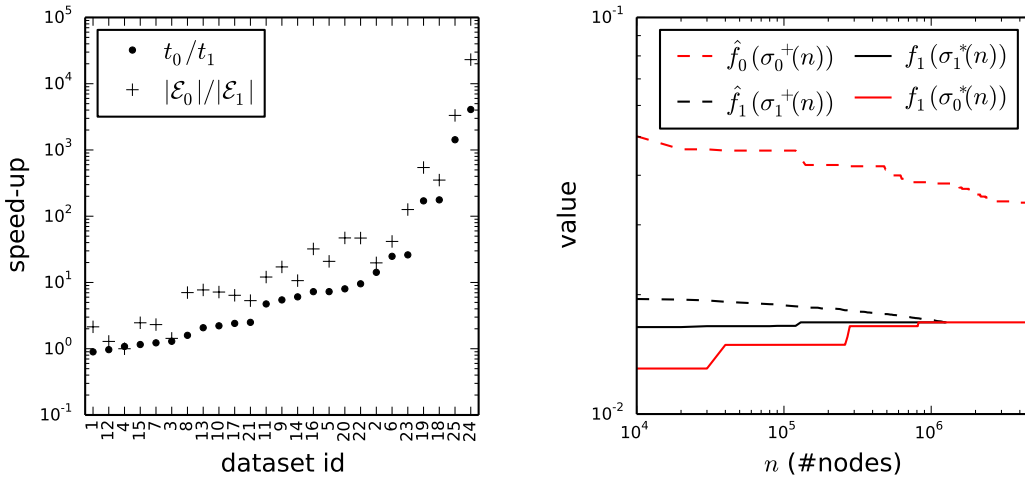 10^5
10^4
10^3
10^2
10^1
10^0
10^-1
speed-up
t_0/t_1
|ℰ_0|/|ℰ_1|
1 12 4 15 7 3 8 13 10 17 21 11 9 14 16 5 20 22 2 6 23 19 18 25 24
dataset id
10^-1
10^-2
value
f̂_0(σ_0^+(n)) f_1(σ_1^*(n))
f̂_1(σ_1^+(n)) f_1(σ_0^*(n))
10^4 10^5 10^6
n (#nodes)